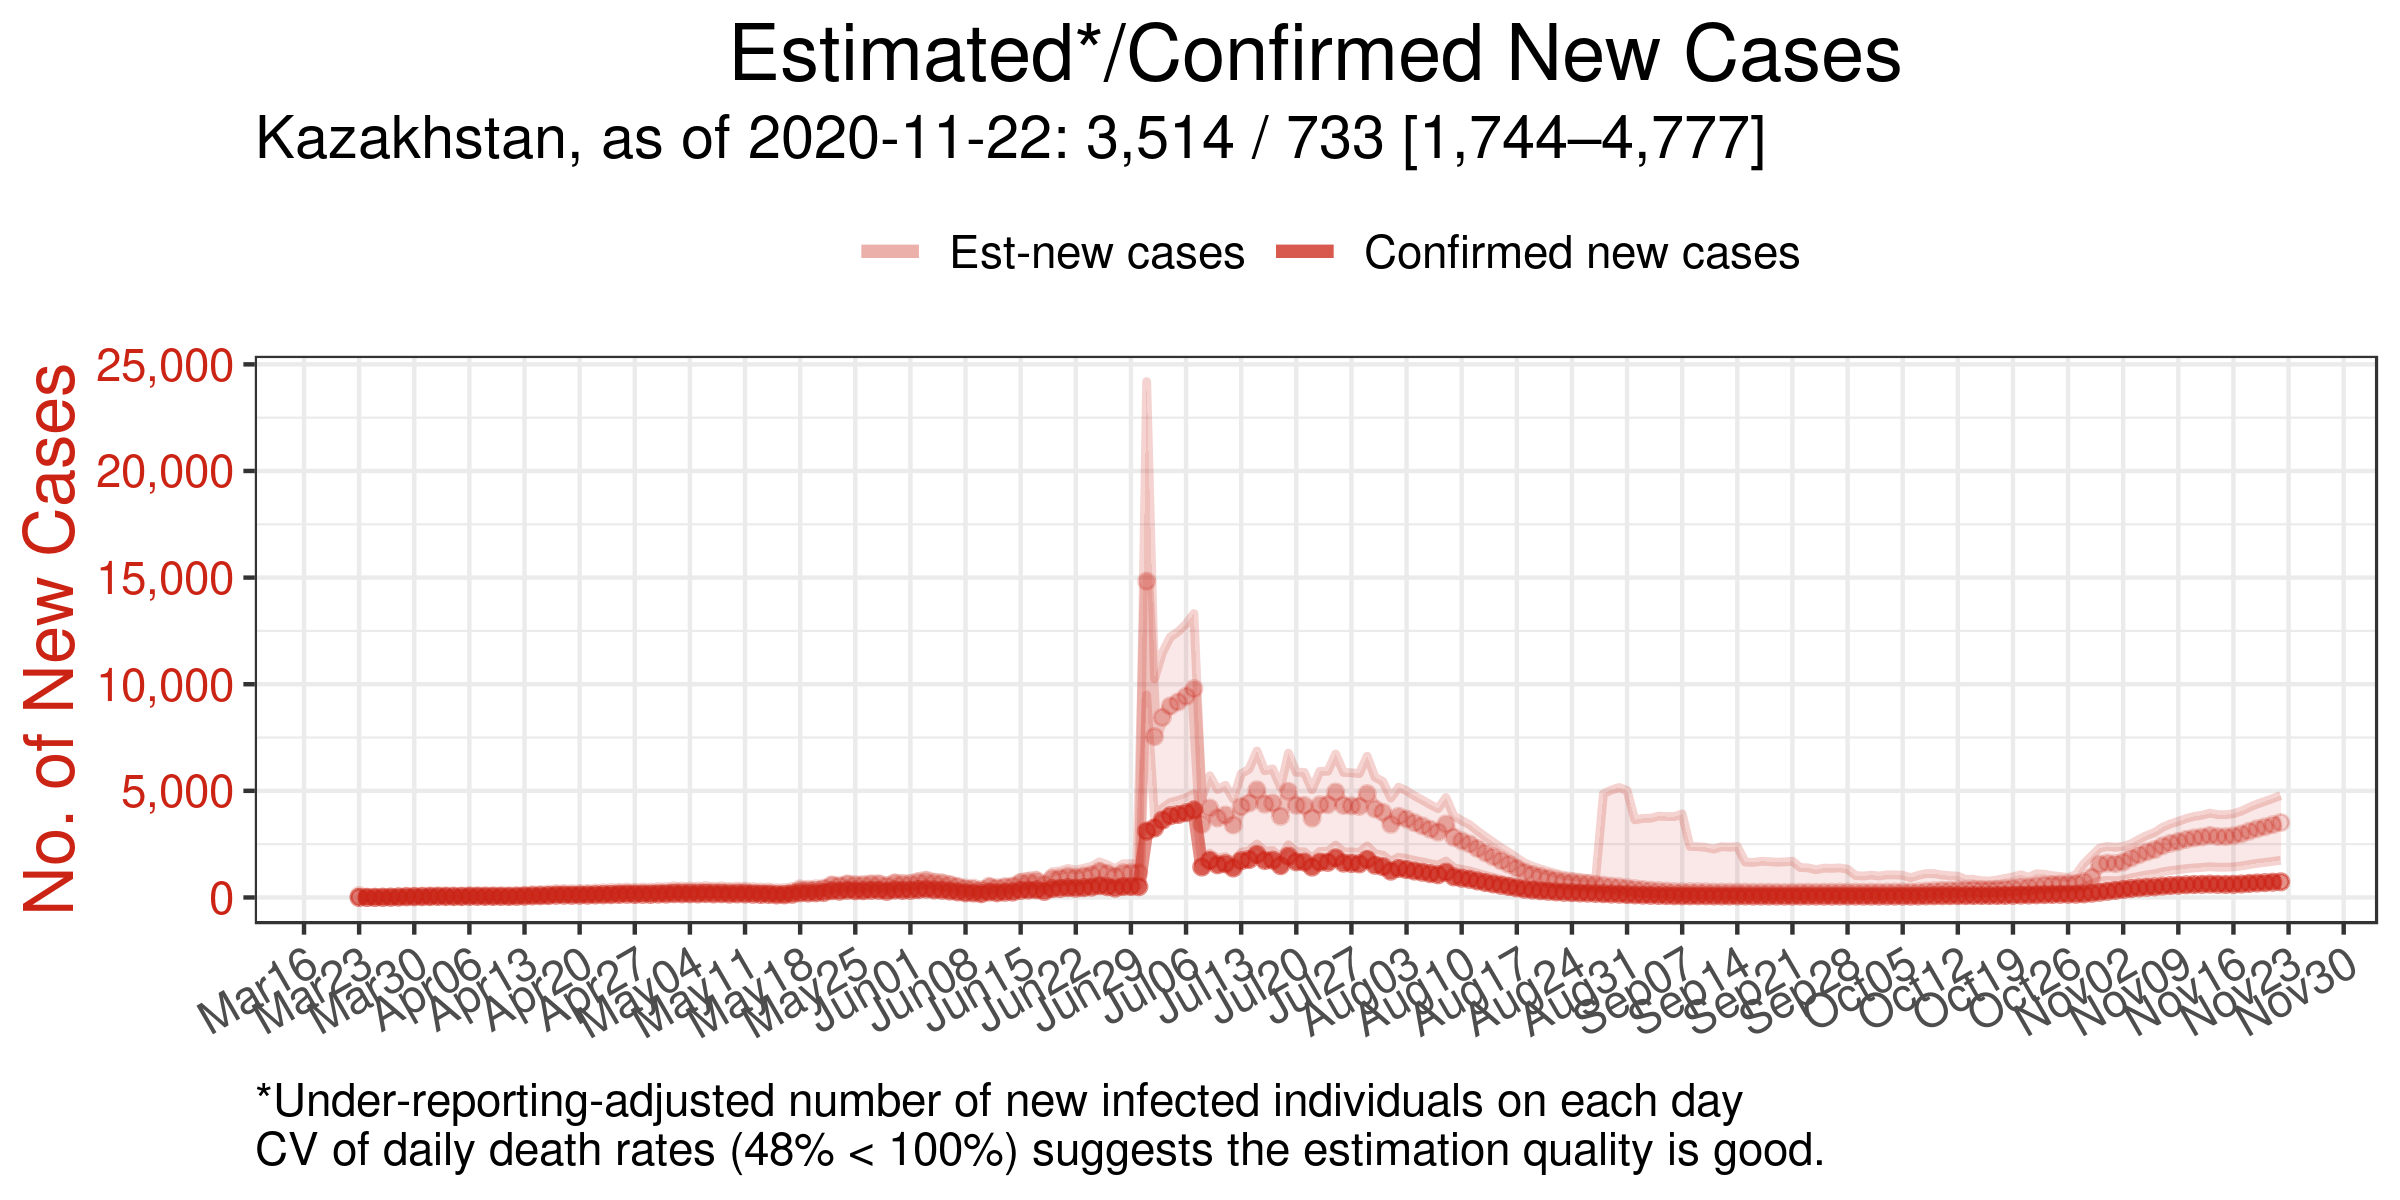 Estimated*/Confirmed New Cases
Kazakhstan, as of 2020-11-22: 3,514 / 733 [1,744–4,777]
Est-new cases Confirmed new cases
No. of New Cases
25,000
20,000
15,000
10,000
5,000
0
Mar16 Mar23 Mar30 Apr06 Apr13 Apr20 Apr27 May04 May11 May18 May25 Jun01 Jun08 Jun15 Jun22 Jun29 Jul06 Jul13 Jul20 Jul27 Aug03 Aug10 Aug17 Aug24 Aug31 Sep07 Sep14 Sep21 Sep28 Oct05 Oct12 Oct19 Oct26 Nov02 Nov09 Nov16 Nov23 Nov30
*Under-reporting-adjusted number of new infected individuals on each day
CV of daily death rates (48% < 100%) suggests the estimation quality is good.